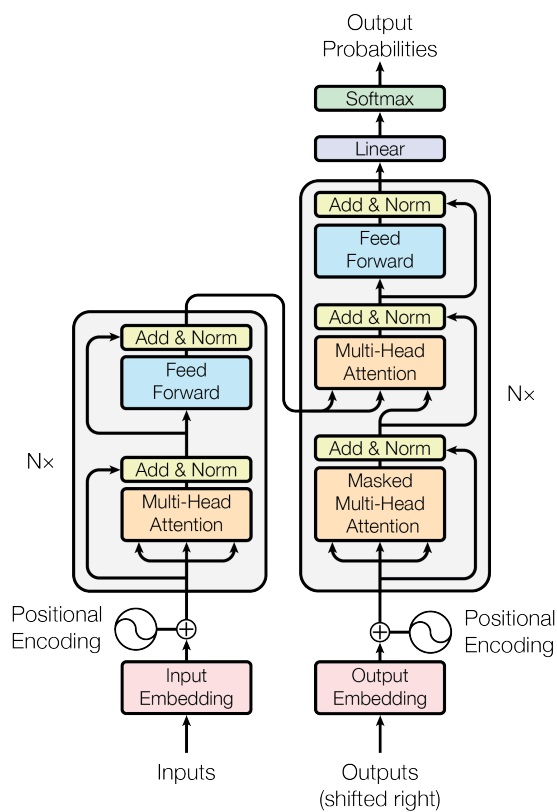 Output
Probabilities
Softmax
Linear
Add & Norm
Feed
Forward
Add & Norm
Multi-Head
Attention
Add & Norm
Masked
Multi-Head
Attention
N×
Add & Norm
Feed
Forward
Add & Norm
Multi-Head
Attention
N×
Positional
Encoding
Positional
Encoding
Input
Embedding
Output
Embedding
Inputs
Outputs
(shifted right)